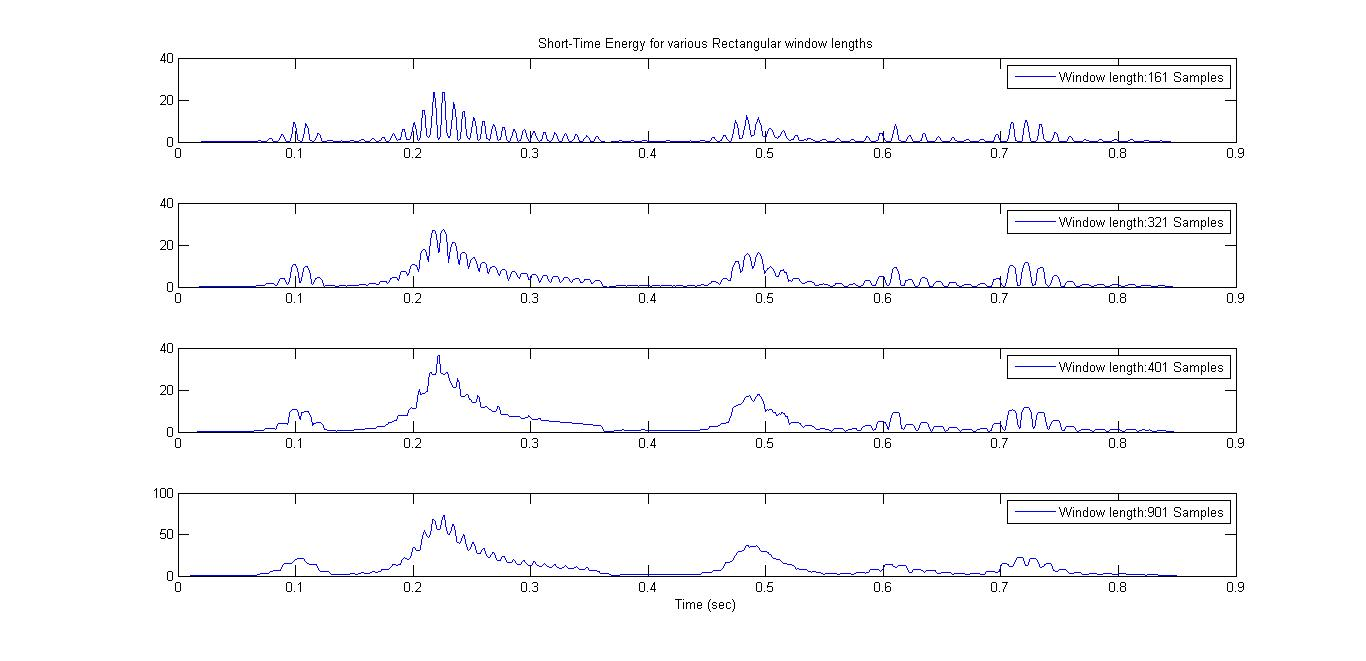 Short-Time Energy for various Rectangular window lengths
40
20
0
Window length:161 Samples
0 0.1 0.2 0.3 0.4 0.5 0.6 0.7 0.8 0.9
40
20
0
Window length:321 Samples
0 0.1 0.2 0.3 0.4 0.5 0.6 0.7 0.8 0.9
40
20
0
Window length:401 Samples
0 0.1 0.2 0.3 0.4 0.5 0.6 0.7 0.8 0.9
100
50
0
Window length:901 Samples
0 0.1 0.2 0.3 0.4 0.5 0.6 0.7 0.8 0.9
Time (sec)